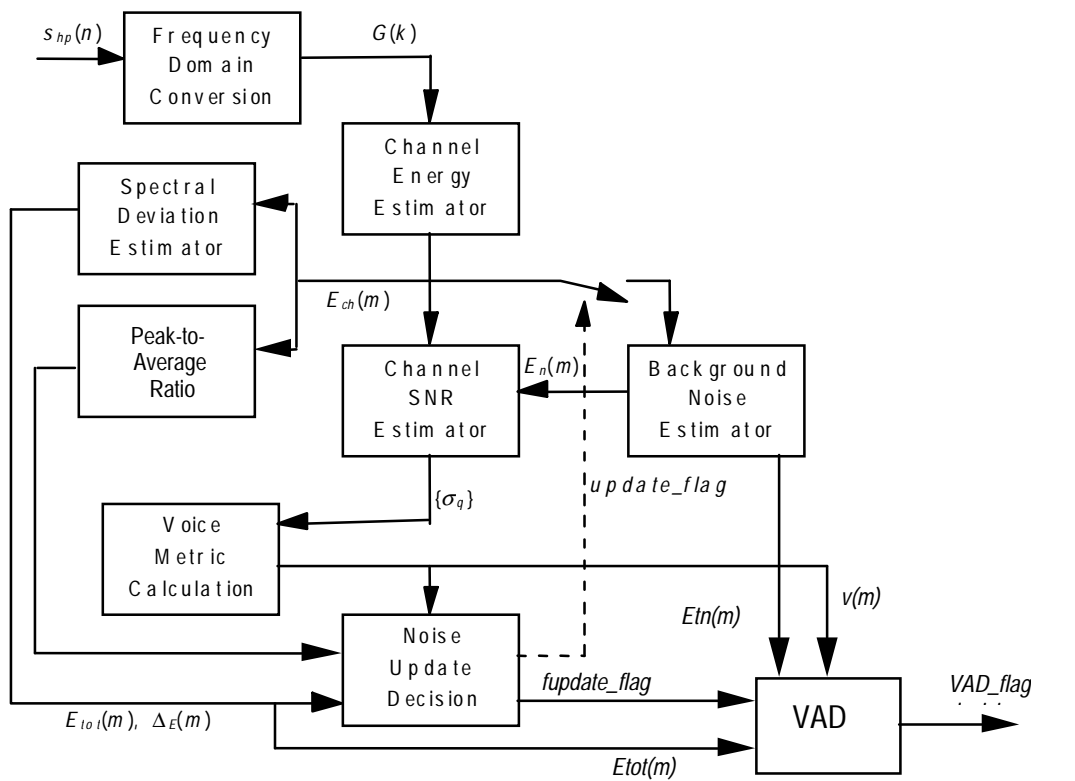 s_hp(n)
Frequency
Domain
Conversion
G(k)
Channel
Energy
Estimator
Spectral
Deviation
Estimator
E_ch(m)
Peak-to-
Average
Ratio
Channel
SNR
Estimator
E_n(m)
Background
Noise
Estimator
update_flag
{σ_q}
Voice
Metric
Calculation
v(m)
Etn(m)
Noise
Update
Decision
fupdate_flag
VAD
VAD_flag
E_tot(m), Δ_E(m)
Etot(m)